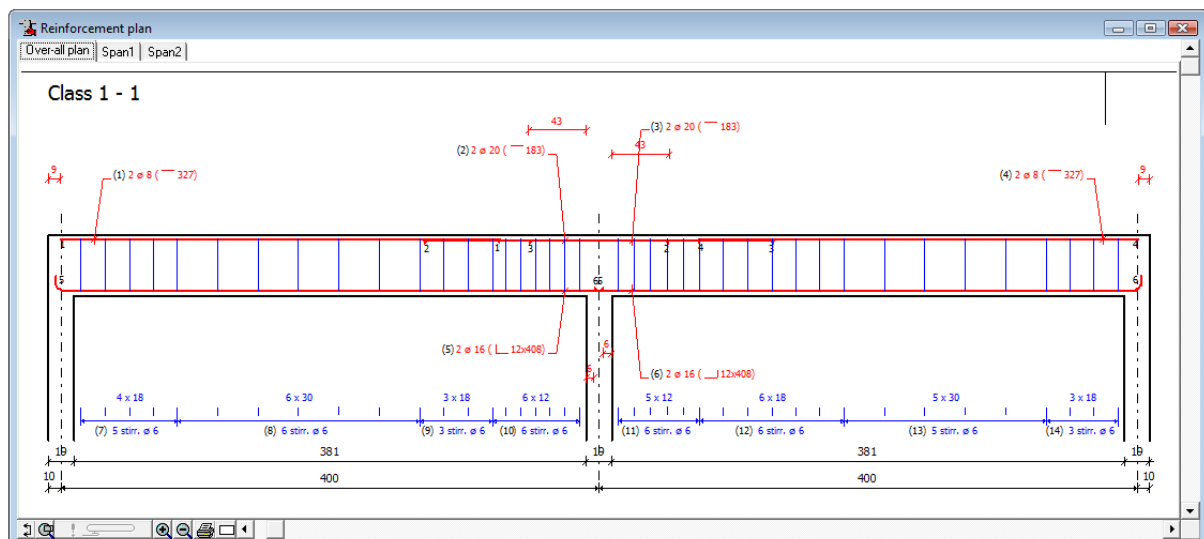 Reinforcement plan
Over-all plan Span1 Span2
Class 1 - 1
43 (3) 2 ø 20 ( 183)
(2) 2 ø 20 ( 183) 43
9 (1) 2 ø 8 ( 327) (4) 2 ø 8 ( 327) 9
1 2 1 3 2 4 3 4
5 6 6
(5) 2 ø 16 ( 12x408) 6
6 (6) 2 ø 16 ( 12x408)
4 x 18 6 x 30 3 x 18 6 x 12 5 x 12 6 x 18 5 x 30 3 x 18
(7) 5 stirr. ø 6 (8) 6 stirr. ø 6 (9) 3 stirr. ø 6 (10) 6 stirr. ø 6 (11) 6 stirr. ø 6 (12) 6 stirr. ø 6 (13) 5 stirr. ø 6 (14) 3 stirr. ø 6
19 381 19 381 19
10 400 400 10